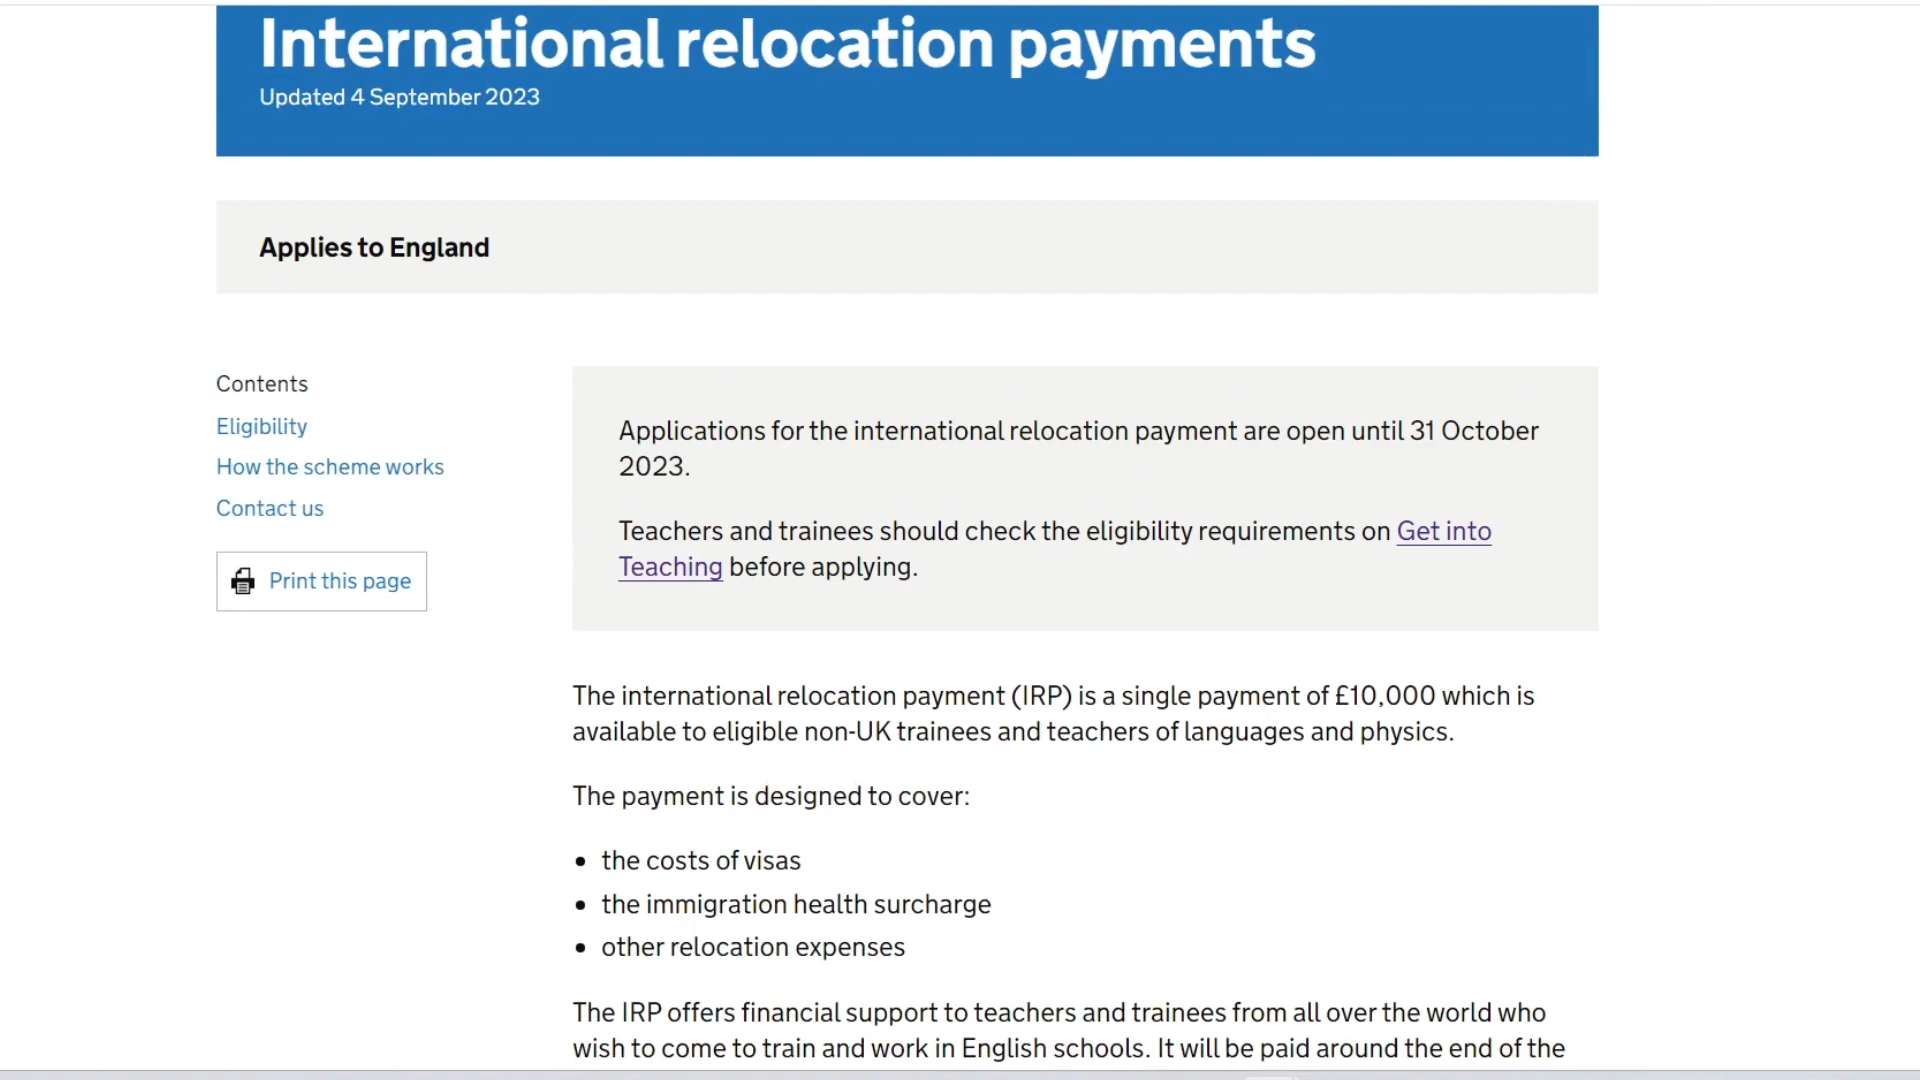 International relocation payments
Updated 4 September 2023
Applies to England
Contents
Eligibility
How the scheme works
Contact us
Print this page
Applications for the international relocation payment are open until 31 October
2023.
Teachers and trainees should check the eligibility requirements on Get into
Teaching before applying.
The international relocation payment (IRP) is a single payment of £10,000 which is
available to eligible non-UK trainees and teachers of languages and physics.
The payment is designed to cover:
• the costs of visas
• the immigration health surcharge
• other relocation expenses
The IRP offers financial support to teachers and trainees from all over the world who
wish to come to train and work in English schools. It will be paid around the end of the